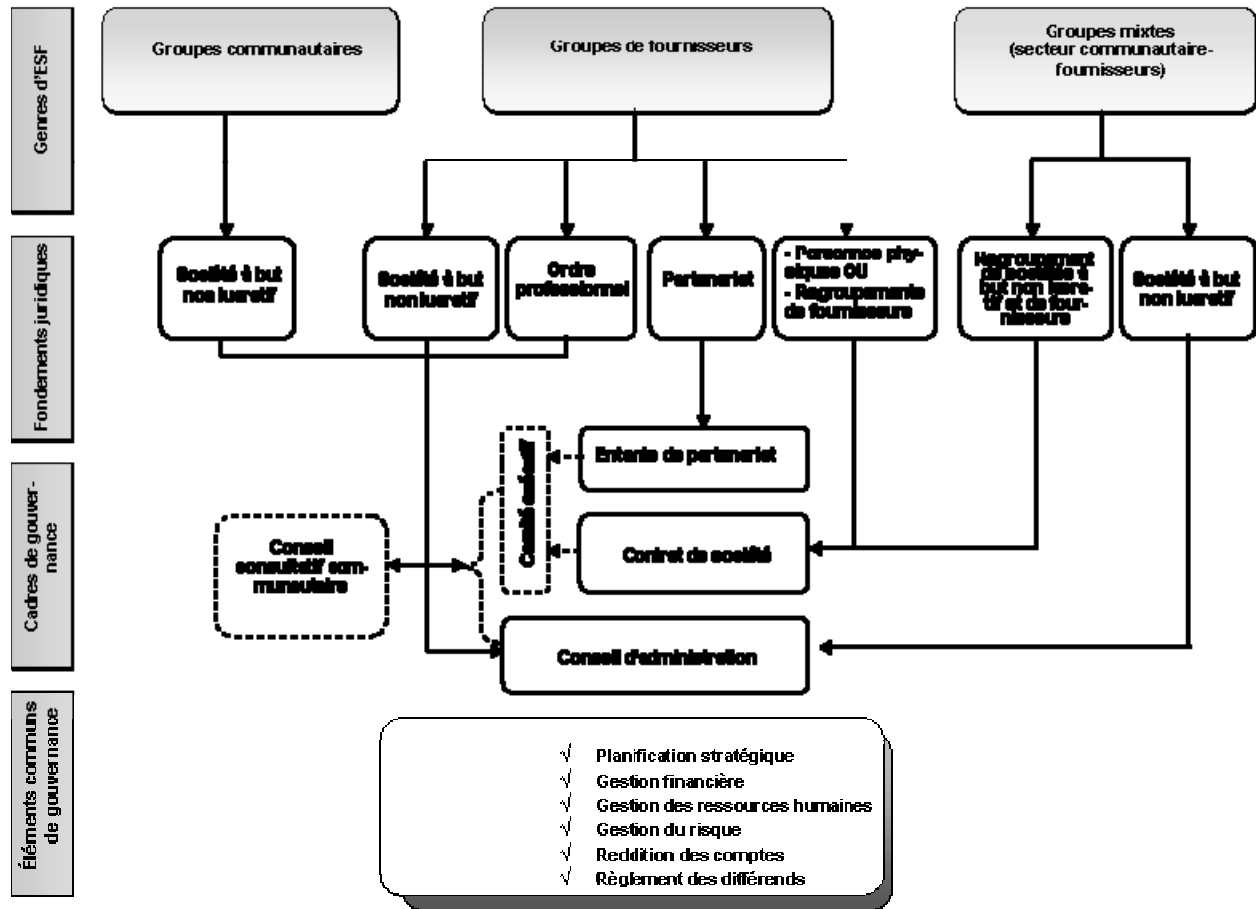 Genres d'ESF
Groupes communautaires
Groupes de fournisseurs
Groupes mixtes
(secteur communautaire-
fournisseurs)
Fondements juridiques
Société à but
non lucratif
Société à but
non lucratif
Ordre
professionnel
Partenariat
- Personnes phy-
siques OU
- Regroupements
de fournisseurs
Regroupement
de sociétés à
but non lucra-
tif et de four-
nisseurs
Société à but
non lucratif
Cadres de gouver-
nance
Entente de partenariat
Comité exécutif
Conseil
consultatif com-
munautaire
Contrat de société
Conseil d'administration
Éléments communs
de gouvernance
√ Planification stratégique
√ Gestion financière
√ Gestion des ressources humaines
√ Gestion du risque
√ Reddition des comptes
√ Règlement des différends